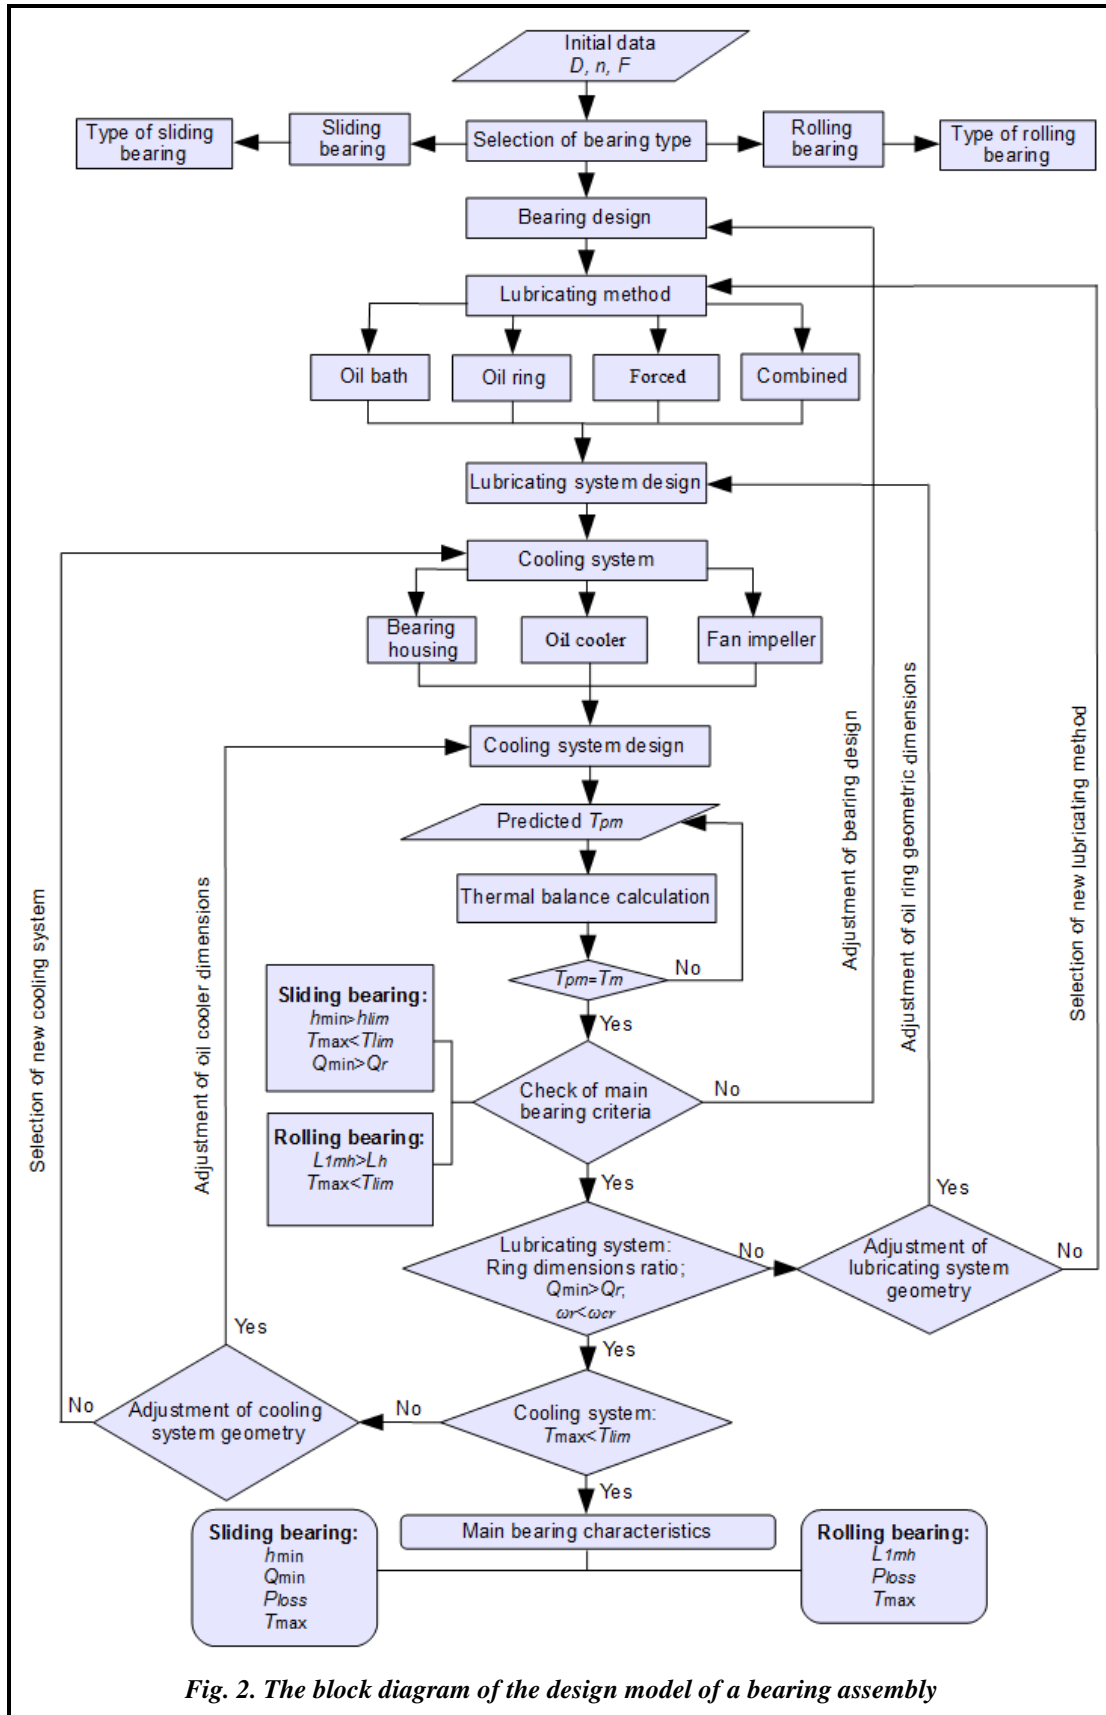 Initial data
D, n, F
Type of sliding
bearing
Sliding
bearing
Selection of bearing type
Rolling
bearing
Type of rolling
bearing
Bearing design
Lubricating method
Oil bath
Oil ring
Forced
Combined
Lubricating system design
Cooling system
Bearing
housing
Oil cooler
Fan impeller
Cooling system design
Predicted Tpm
Thermal balance calculation
Tpm=Tm
No
Yes
Sliding bearing:
hmin>hlim
Tmax<Tlim
Qmin>Qr
Rolling bearing:
L1mh>Lh
Tmax<Tlim
Check of main
bearing criteria
No
Yes
Lubricating system:
Ring dimensions ratio;
Qmin>Qr;
ωr<ωcr
No
Yes
Adjustment of
lubricating system
geometry
Yes
No
Cooling system:
Tmax<Tlim
No
Yes
Adjustment of cooling
system geometry
Yes
No
Selection of new cooling system
Adjustment of oil cooler dimensions
Adjustment of bearing design
Adjustment of oil ring geometric dimensions
Selection of new lubricating method
Main bearing characteristics
Sliding bearing:
hmin
Qmin
Ploss
Tmax
Rolling bearing:
L1mh
Ploss
Tmax
Fig. 2. The block diagram of the design model of a bearing assembly